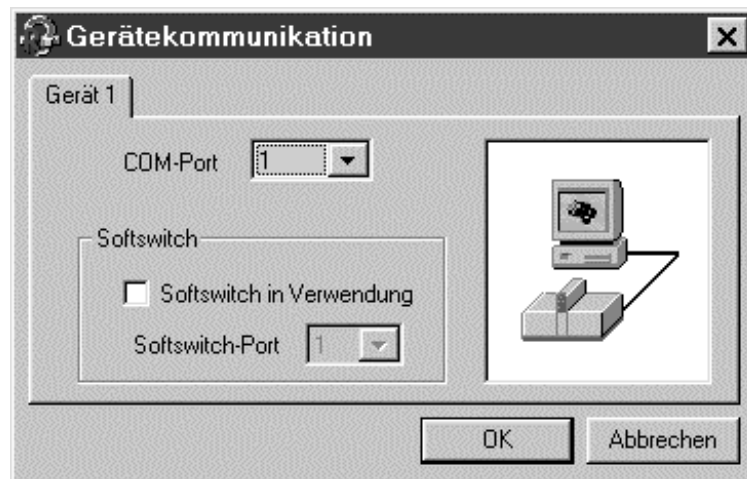 Gerätekommunikation
Gerät 1
COM-Port 1
Softswitch
Softswitch in Verwendung
Softswitch-Port 1
OK Abbrechen